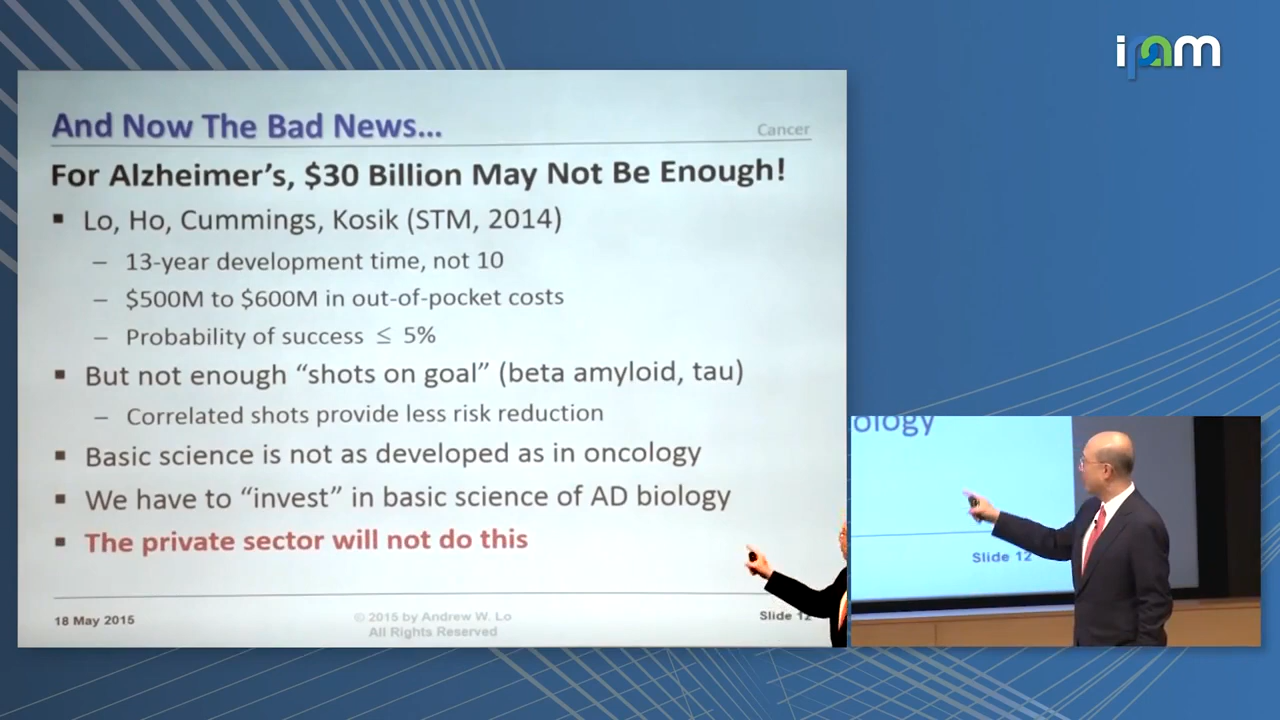 ipam
And Now The Bad News...
Cancer
For Alzheimer's, $30 Billion May Not Be Enough!
▪ Lo, Ho, Cummings, Kosik (STM, 2014)
– 13-year development time, not 10
– $500M to $600M in out-of-pocket costs
– Probability of success ≤ 5%
▪ But not enough “shots on goal” (beta amyloid, tau)
– Correlated shots provide less risk reduction
▪ Basic science is not as developed as in oncology
▪ We have to “invest” in basic science of AD biology
▪ The private sector will not do this
18 May 2015
© 2015 by Andrew W. Lo
All Rights Reserved
Slide 12
ology
Slide 12